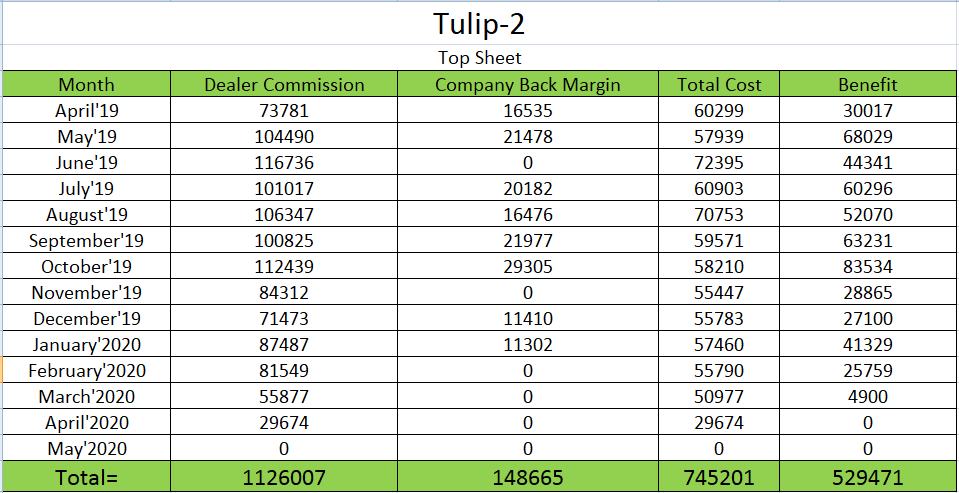 Tulip-2
Top Sheet
Month Dealer Commission Company Back Margin Total Cost Benefit
April'19 73781 16535 60299 30017
May'19 104490 21478 57939 68029
June'19 116736 0 72395 44341
July'19 101017 20182 60903 60296
August'19 106347 16476 70753 52070
September'19 100825 21977 59571 63231
October'19 112439 29305 58210 83534
November'19 84312 0 55447 28865
December'19 71473 11410 55783 27100
January'2020 87487 11302 57460 41329
February'2020 81549 0 55790 25759
March'2020 55877 0 50977 4900
April'2020 29674 0 29674 0
May'2020 0 0 0 0
Total= 1126007 148665 745201 529471